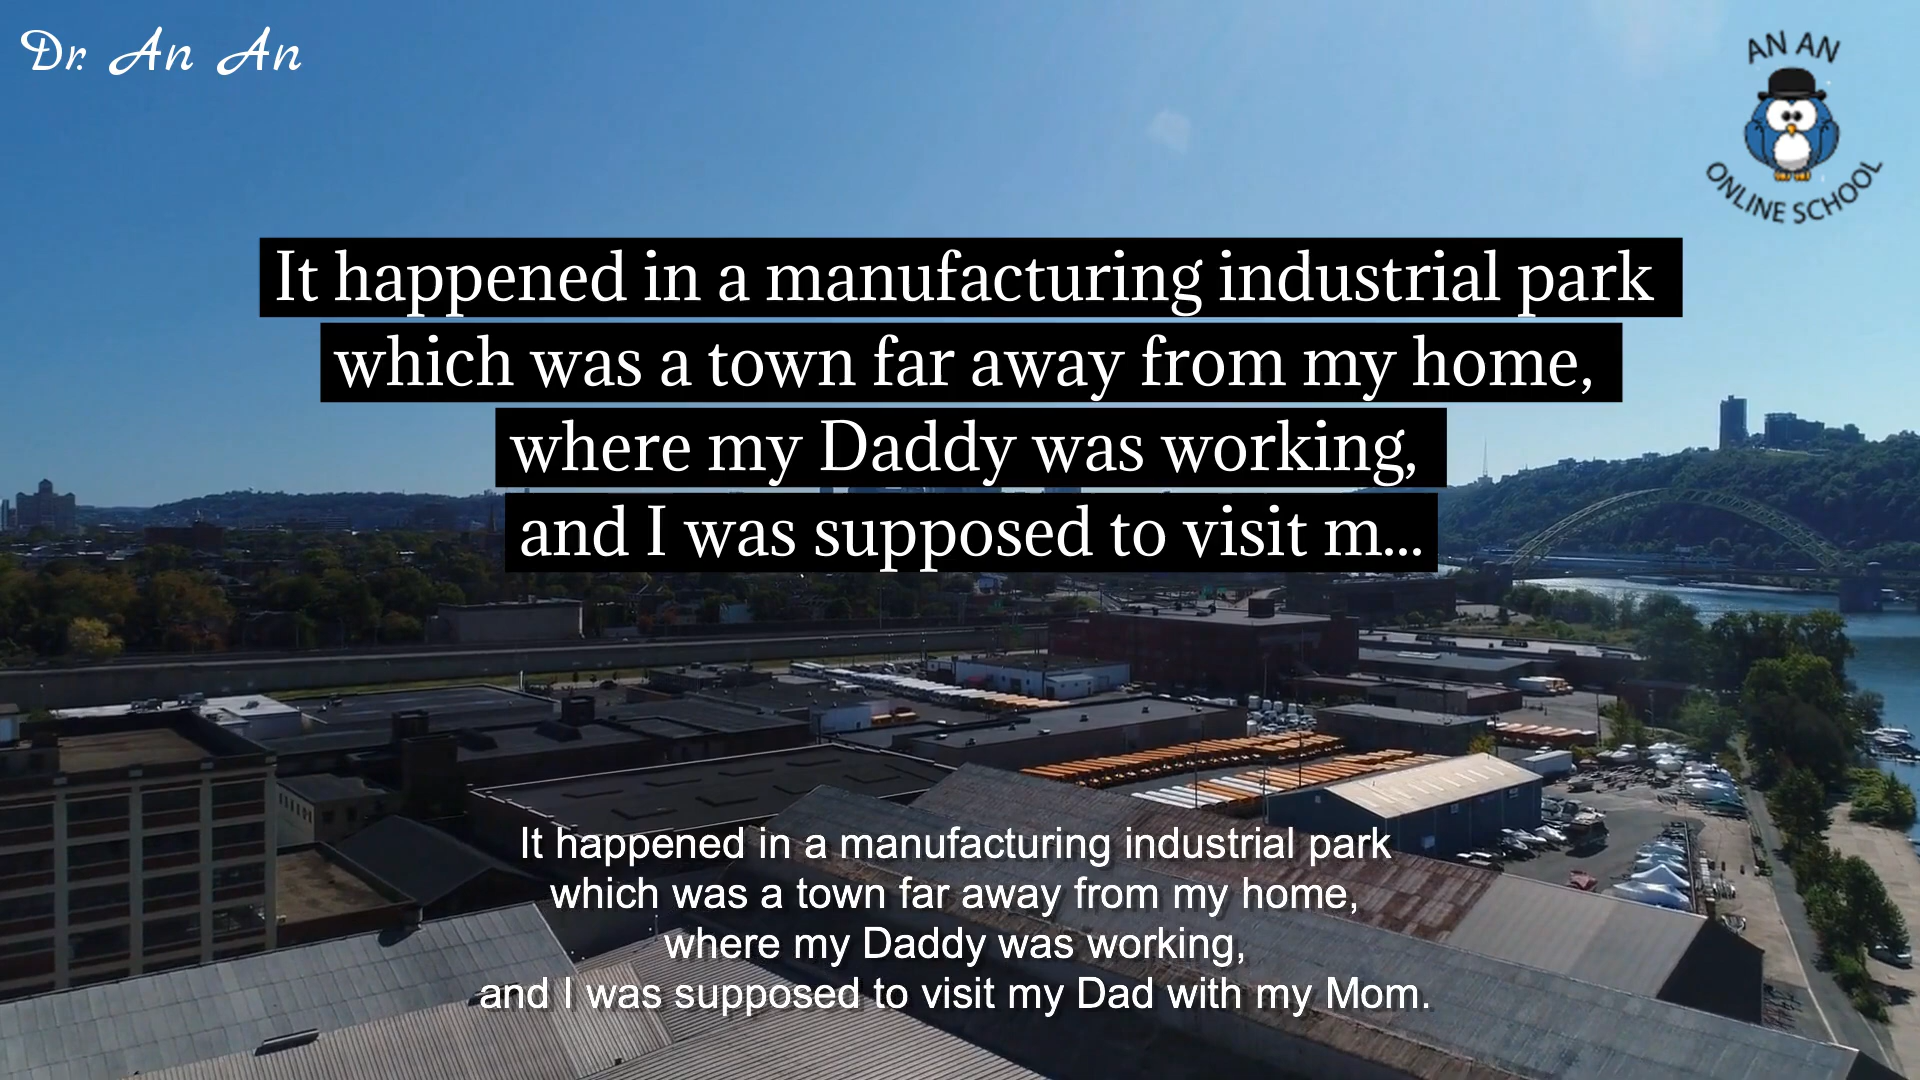 Dr. An An
AN AN
ONLINE SCHOOL
It happened in a manufacturing industrial park
which was a town far away from my home,
where my Daddy was working,
and I was supposed to visit m...
It happened in a manufacturing industrial park
which was a town far away from my home,
where my Daddy was working,
and I was supposed to visit my Dad with my Mom.